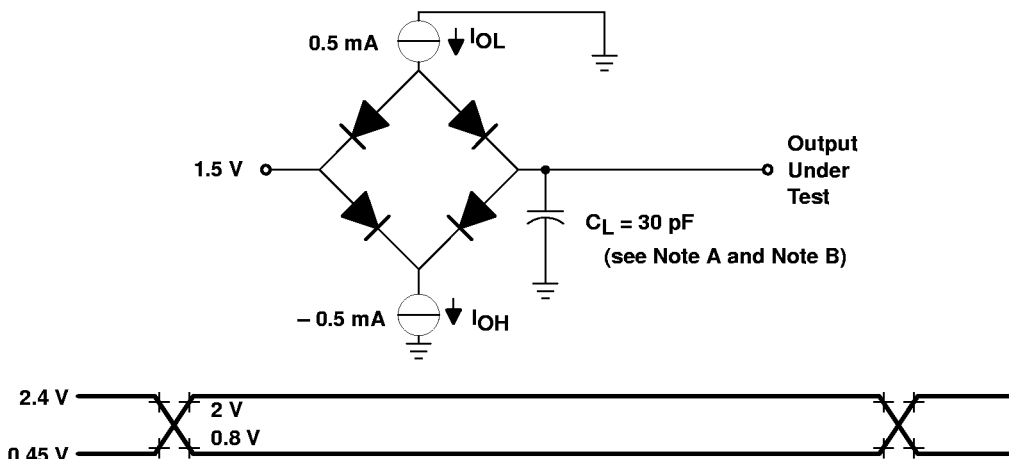 0.5 mA
IOL
1.5 V
Output
Under
Test
CL = 30 pF
(see Note A and Note B)
– 0.5 mA
IOH
2.4 V
2 V
0.8 V
0.45 V